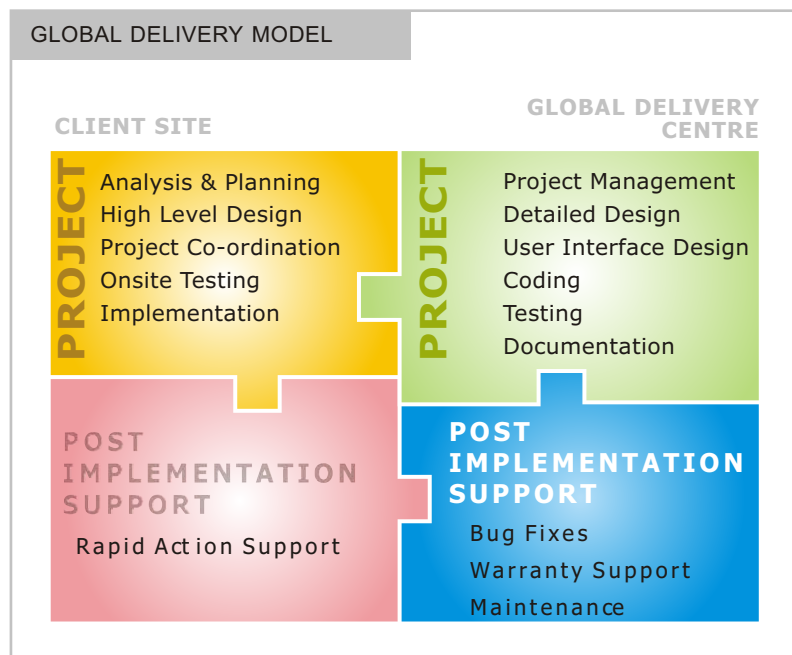 GLOBAL DELIVERY MODEL
CLIENT SITE
GLOBAL DELIVERY
CENTRE
PROJECT
Analysis & Planning
High Level Design
Project Co-ordination
Onsite Testing
Implementation
PROJECT
Project Management
Detailed Design
User Interface Design
Coding
Testing
Documentation
POST
IMPLEMENTATION
SUPPORT
Rapid Action Support
POST
IMPLEMENTATION
SUPPORT
Bug Fixes
Warranty Support
Maintenance